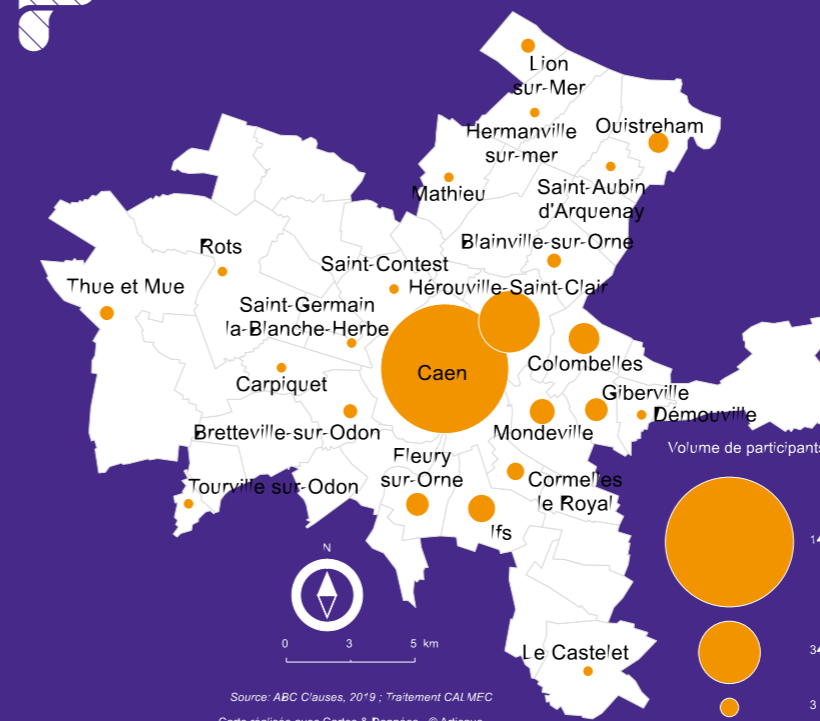 Lion
sur-Mer
Hermanville
sur-mer
Ouistreham
Mathieu
Saint-Aubin
d'Arquenay
Blainville-sur-Orne
Rots
Saint-Contest
Thue et Mue
Hérouville-Saint-Clair
Saint-Germain
la-Blanche-Herbe
Colombelles
Caen
Carpiquet
Giberville
Démouville
Bretteville-sur-Odon
Mondeville
Volume de participants
Fleury
sur-Orne
Cormelles
le Royal
Tourville sur-Odon
Ifs
N
0 3 5 km
Le Castelet
3
Source: ABC Clauses, 2019 ; Traitement CALMEC